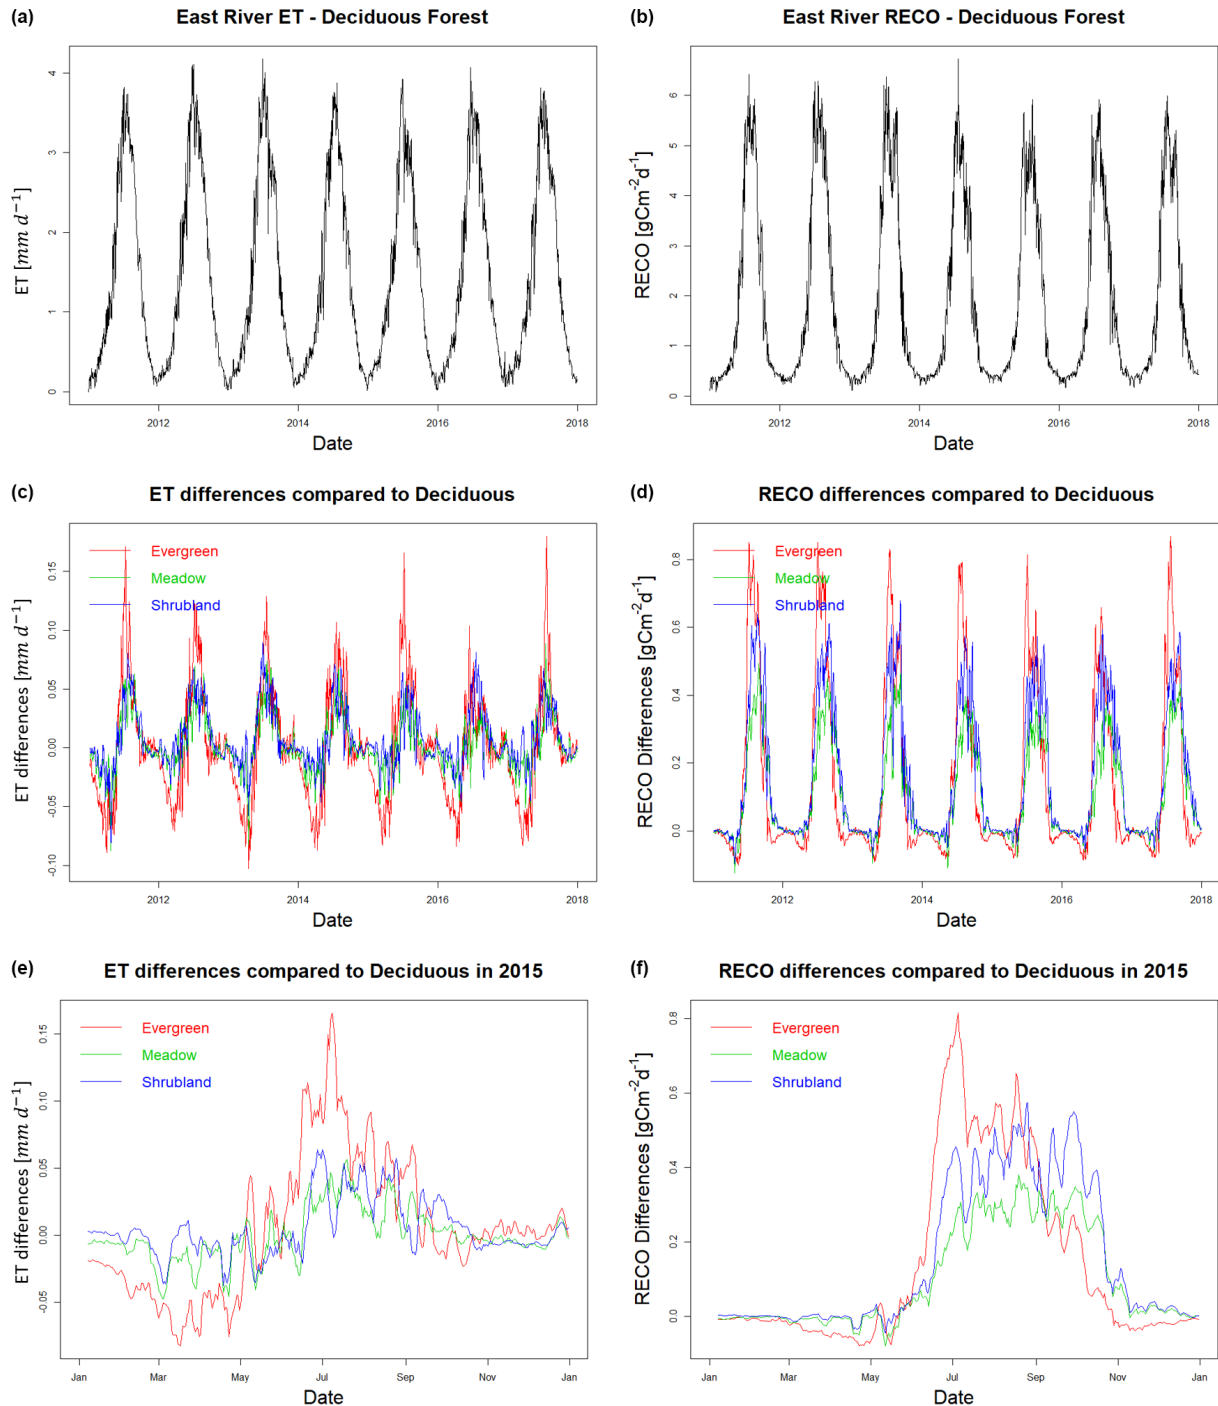 (a) East River ET - Deciduous Forest
ET [mm d⁻¹]
4
3
2
1
0
2012 2014 2016 2018
Date
(b) East River RECO - Deciduous Forest
RECO [gCm⁻²d⁻¹]
6
5
4
3
2
1
0
2012 2014 2016 2018
Date
(c) ET differences compared to Deciduous
ET differences [mm d⁻¹]
Evergreen
Meadow
Shrubland
0.15
0.10
0.05
0.00
-0.05
-0.10
2012 2014 2016 2018
Date
(d) RECO differences compared to Deciduous
RECO Differences [gCm⁻²d⁻¹]
Evergreen
Meadow
Shrubland
0.8
0.6
0.4
0.2
0.0
2012 2014 2016 2018
Date
(e) ET differences compared to Deciduous in 2015
ET differences [mm d⁻¹]
Evergreen
Meadow
Shrubland
0.15
0.10
0.05
0.00
-0.05
Jan Mar May Jul Sep Nov Jan
Date
(f) RECO differences compared to Deciduous in 2015
RECO Differences [gCm⁻²d⁻¹]
Evergreen
Meadow
Shrubland
0.8
0.6
0.4
0.2
0.0
Jan Mar May Jul Sep Nov Jan
Date